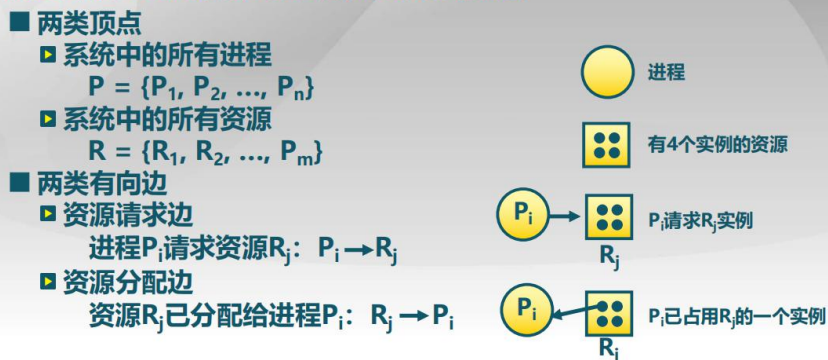 两类顶点
系统中的所有进程
P = {P1, P2, …, Pn}
系统中的所有资源
R = {R1, R2, …, Pm}
两类有向边
资源请求边
进程Pi请求资源Rj: Pi→Rj
资源分配边
资源Rj已分配给进程Pi: Rj→Pi
进程
有4个实例的资源
Pi
Pi请求Rj实例
Rj
Pi
Pi已占用Rj的一个实例
Rj